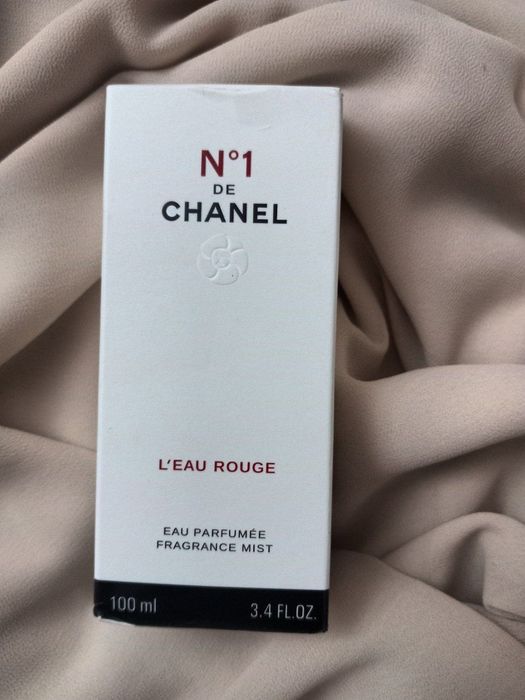 N°1
DE
CHANEL
L'EAU ROUGE
EAU PARFUMÉE
FRAGRANCE MIST
100 ml 3.4 FL.OZ.